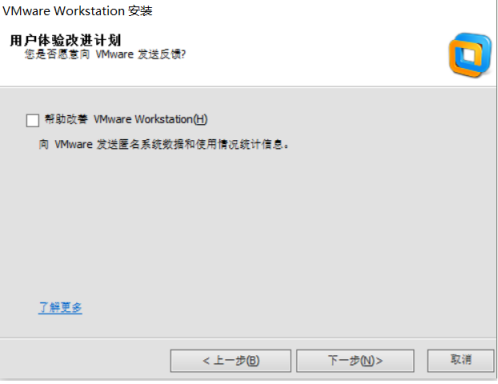 VMware Workstation 安装
用户体验改进计划
您是否愿意向 VMware 发送反馈?
帮助改善 VMware Workstation(H)
向 VMware 发送匿名系统数据和使用情况统计信息。
了解更多
< 上一步(B)
下一步(N)>
取消